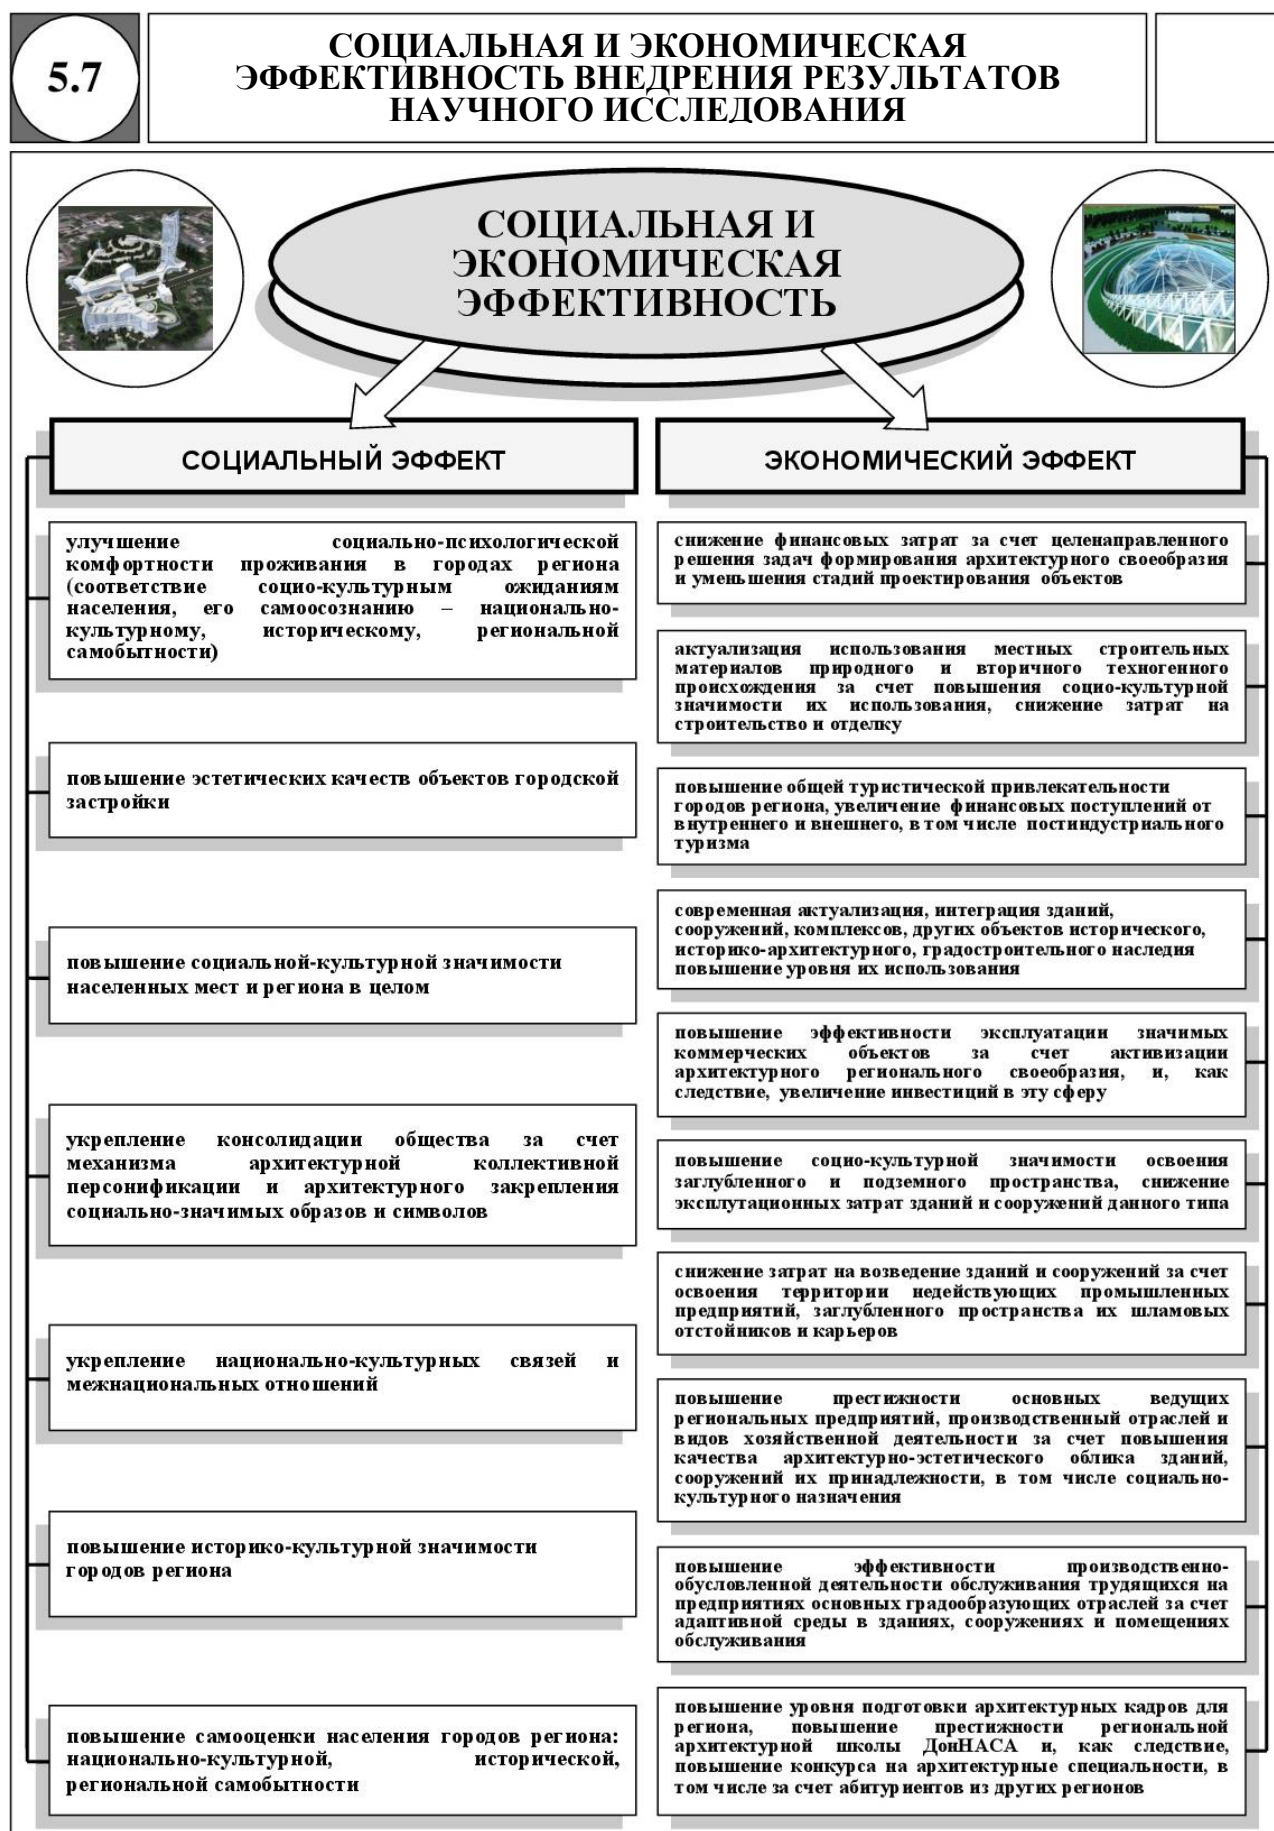 5.7
СОЦИАЛЬНАЯ И ЭКОНОМИЧЕСКАЯ
ЭФФЕКТИВНОСТЬ ВНЕДРЕНИЯ РЕЗУЛЬТАТОВ
НАУЧНОГО ИССЛЕДОВАНИЯ
СОЦИАЛЬНАЯ И
ЭКОНОМИЧЕСКАЯ
ЭФФЕКТИВНОСТЬ
СОЦИАЛЬНЫЙ ЭФФЕКТ
улучшение социально-психологической
комфортности проживания в городах региона
(соответствие социо-культурным ожиданиям
населения, его самоосознанию – национально-
культурному, историческому, региональной
самобытности)
повышение эстетических качеств объектов городской
застройки
повышение социальной-культурной значимости
населенных мест и региона в целом
укрепление консолидации общества за счет
механизма архитектурной коллективной
персонификации и архитектурного закрепления
социально-значимых образов и символов
укрепление национально-культурных связей и
межнациональных отношений
повышение историко-культурной значимости
городов региона
повышение самооценки населения городов региона:
национально-культурной, исторической,
региональной самобытности
ЭКОНОМИЧЕСКИЙ ЭФФЕКТ
снижение финансовых затрат за счет целенаправленного
решения задач формирования архитектурного своеобразия
и уменьшения стадий проектирования объектов
актуализация использования местных строительных
материалов природного и вторичного техногенного
происхождения за счет повышения социо-культурной
значимости их использования, снижение затрат на
строительство и отделку
повышение общей туристической привлекательности
городов региона, увеличение финансовых поступлений от
внутреннего и внешнего, в том числе постиндустриального
туризма
современная актуализация, интеграция зданий,
сооружений, комплексов, других объектов исторического,
историко-архитектурного, градостроительного наследия
повышение уровня их использования
повышение эффективности эксплуатации значимых
коммерческих объектов за счет активизации
архитектурного регионального своеобразия, и, как
следствие, увеличение инвестиций в эту сферу
повышение социо-культурной значимости освоения
заглубленного и подземного пространства, снижение
эксплутационных затрат зданий и сооружений данного типа
снижение затрат на возведение зданий и сооружений за счет
освоения территории недействующих промышленных
предприятий, заглубленного пространства их шламовых
отстойников и карьеров
повышение престижности основных ведущих
региональных предприятий, производственный отраслей и
видов хозяйственной деятельности за счет повышения
качества архитектурно-эстетического облика зданий,
сооружений их принадлежности, в том числе социально-
культурного назначения
повышение эффективности производственно-
обусловленной деятельности обслуживания трудящихся на
предприятиях основных градообразующих отраслей за счет
адаптивной среды в зданиях, сооружениях и помещениях
обслуживания
повышение уровня подготовки архитектурных кадров для
региона, повышение престижности региональной
архитектурной школы ДонНАСА и, как следствие,
повышение конкурса на архитектурные специальности, в
том числе за счет абитуриентов из других регионов